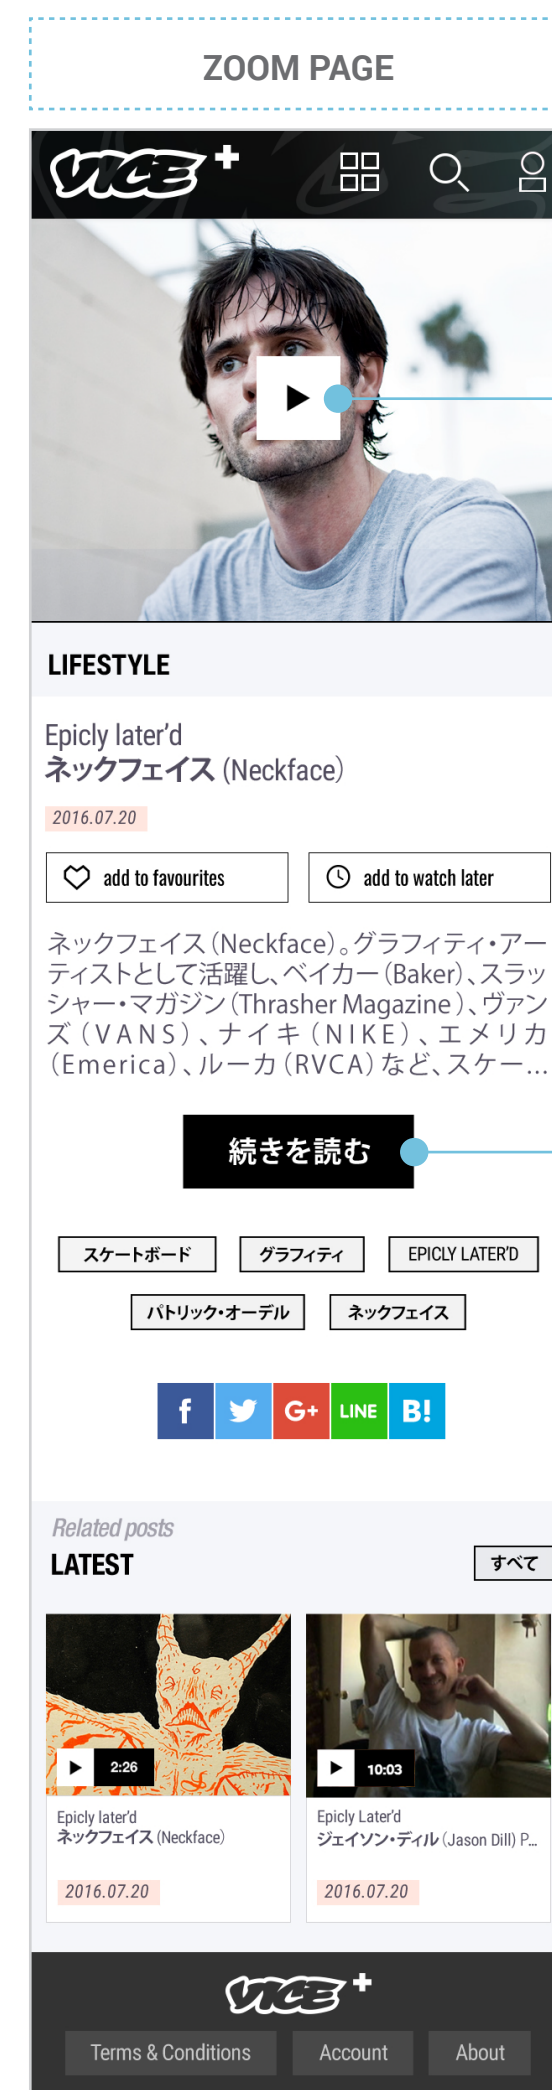 ZOOM PAGE
VICE+
LIFESTYLE
Epicly later’d
ネックフェイス (Neckface)
2016.07.20
add to favourites
add to watch later
ネックフェイス (Neckface)。グラフィティ・アー
ティストとして活躍し、ベイカー (Baker)、スラッ
シャー・マガジン (Thrasher Magazine)、ヴァン
ズ (VANS)、ナイキ (NIKE)、エメリカ
(Emerica)、ルーカ (RVCA) など、スケー...
続きを読む
スケートボード
グラフィティ
EPICLY LATER’D
パトリック・オーデル
ネックフェイス
f
G+
LINE
B!
Related posts
LATEST
すべて
2:26
10:03
Epicly later’d
ネックフェイス (Neckface)
2016.07.20
Epicly Later’d
ジェイソン・ディル (Jason Dill) P...
2016.07.20
VICE+
Terms & Conditions
Account
About